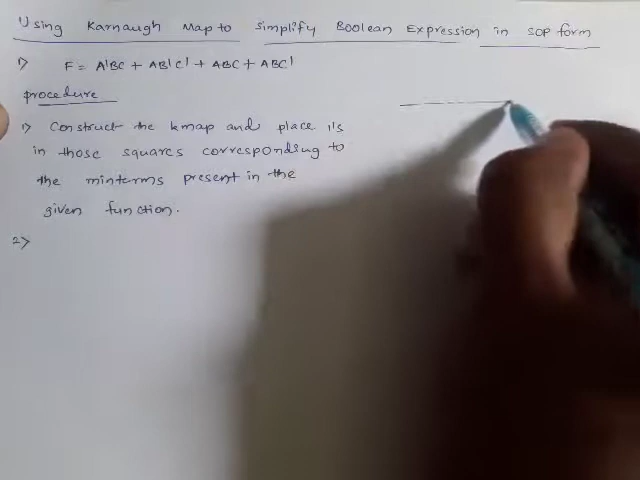 Using Karnaugh Map to simplify Boolean Expression in SOP form
1) F = A'BC + AB'C' + ABC + ABC'
procedure
1) Construct the kmap and place 1's
in those squares corresponding to
the minterms present in the
given function.
2)